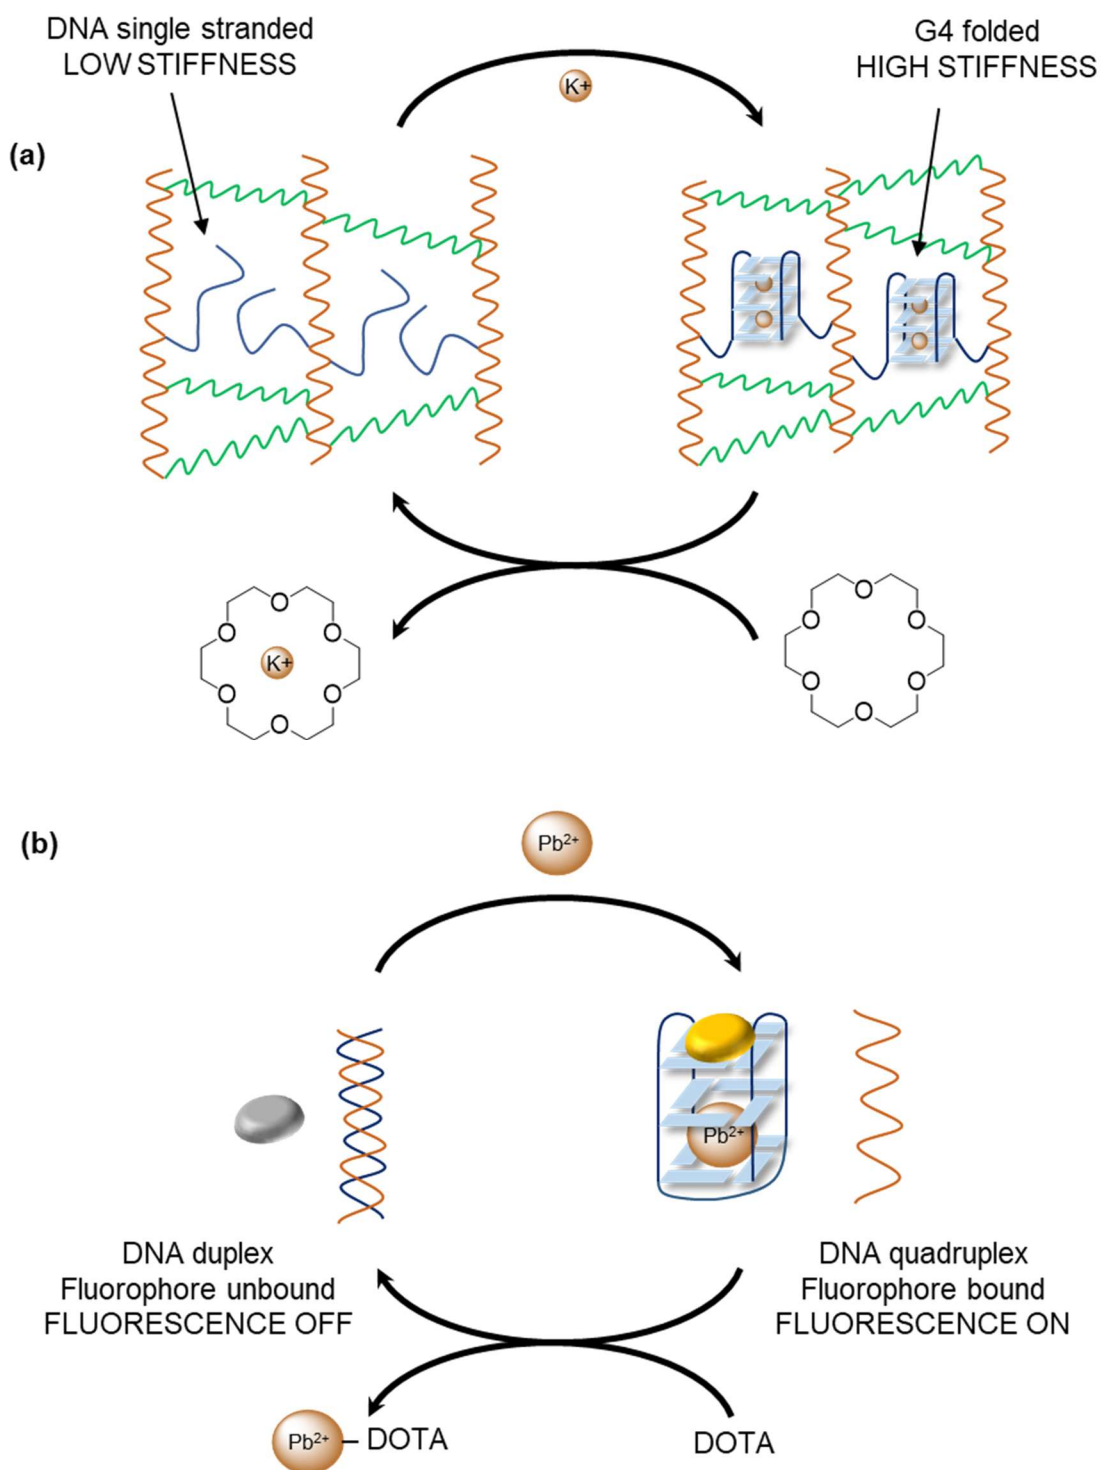 DNA single stranded
LOW STIFFNESS
G4 folded
HIGH STIFFNESS
K+
(a)
O
O
O
K+
O
O
O
O
O
O
O
O
O
(b)
Pb²⁺
Pb²⁺
DNA duplex
Fluorophore unbound
FLUORESCENCE OFF
DNA quadruplex
Fluorophore bound
FLUORESCENCE ON
Pb²⁺
DOTA
DOTA